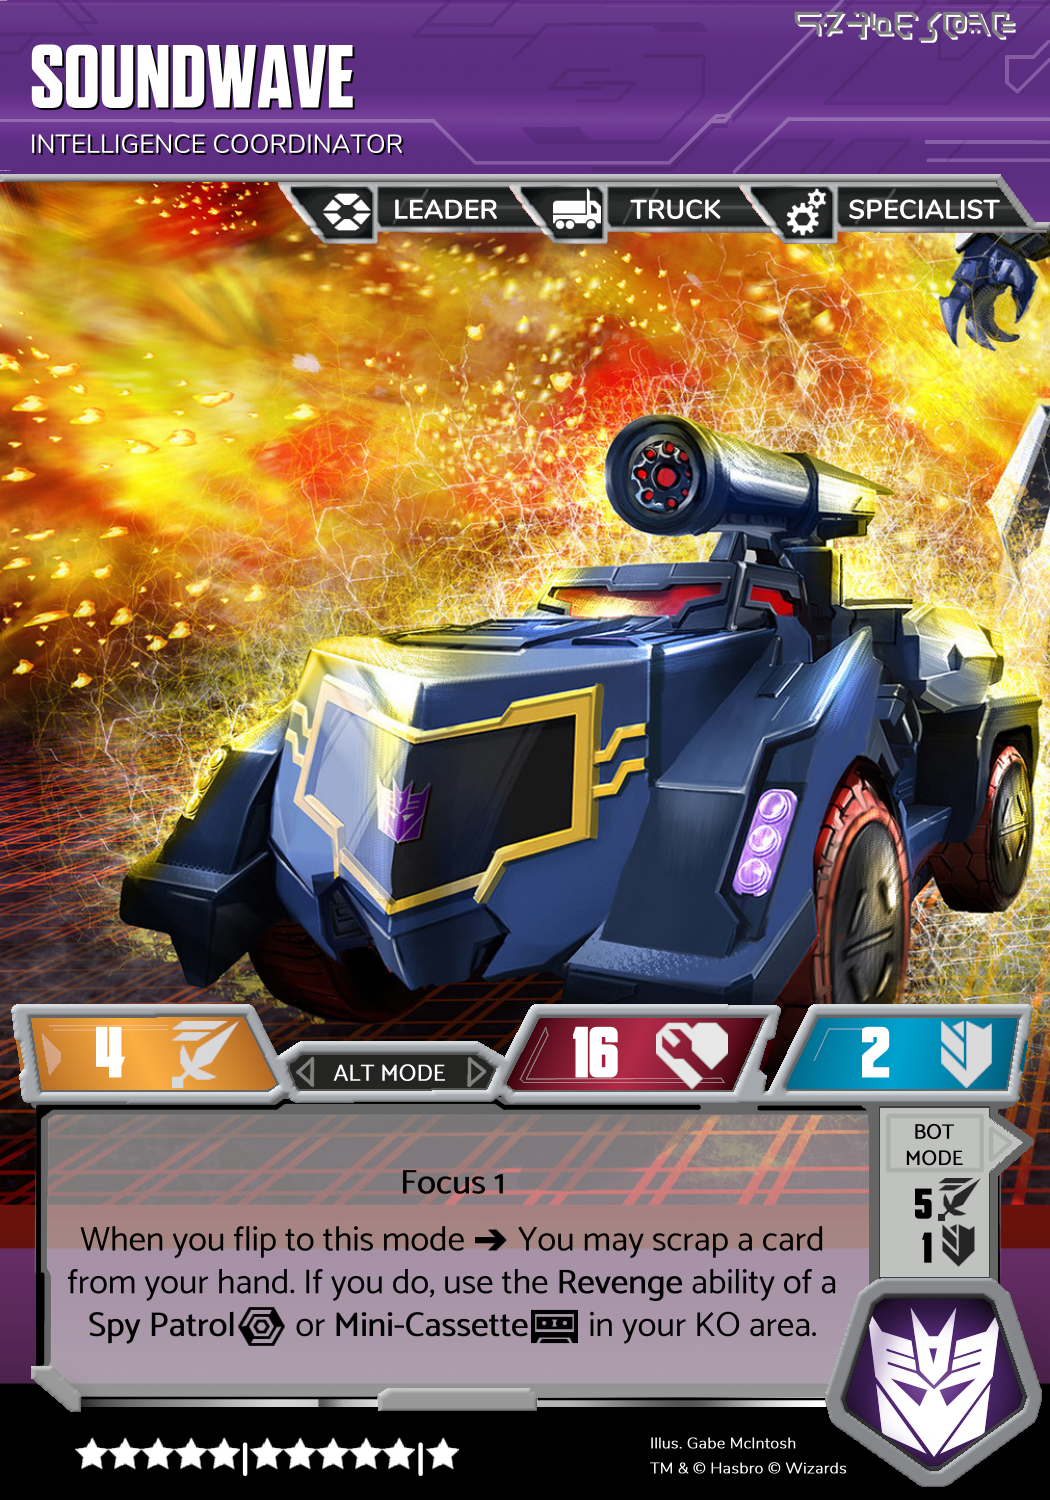 SOUNDWAVE
INTELLIGENCE COORDINATOR
LEADER TRUCK SPECIALIST
4 16 2
ALT MODE
BOT
MODE
5
1
Focus 1
When you flip to this mode ➔ You may scrap a card
from your hand. If you do, use the Revenge ability of a
Spy Patrol or Mini-Cassette in your KO area.
★★★★★|★★★★★|★
Illus. Gabe McIntosh
TM & © Hasbro © Wizards